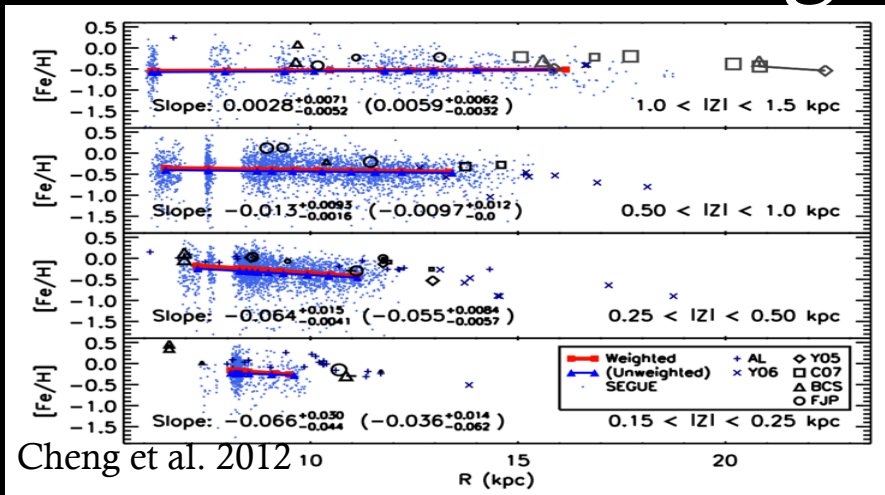 [Fe/H]
0.5
0.0
−0.5
−1.0
−1.5
Slope: 0.0028 +0.0071 −0.0052 (0.0059 +0.0062 −0.0032) 1.0 < |Z| < 1.5 kpc
[Fe/H]
0.5
0.0
−0.5
−1.0
−1.5
Slope: −0.013 +0.0093 −0.0016 (−0.0097 +0.012 −0.0) 0.50 < |Z| < 1.0 kpc
[Fe/H]
0.5
0.0
−0.5
−1.0
−1.5
Slope: −0.064 +0.015 −0.0041 (−0.055 +0.0084 −0.0057) 0.25 < |Z| < 0.50 kpc
[Fe/H]
0.5
0.0
−0.5
−1.0
−1.5
Weighted AL Y05
(Unweighted) Y06 C07
SEGUE BCS
FJP
Slope: −0.066 +0.030 −0.044 (−0.036 +0.014 −0.062) 0.15 < |Z| < 0.25 kpc
Cheng et al. 2012
10 15 20
R (kpc)